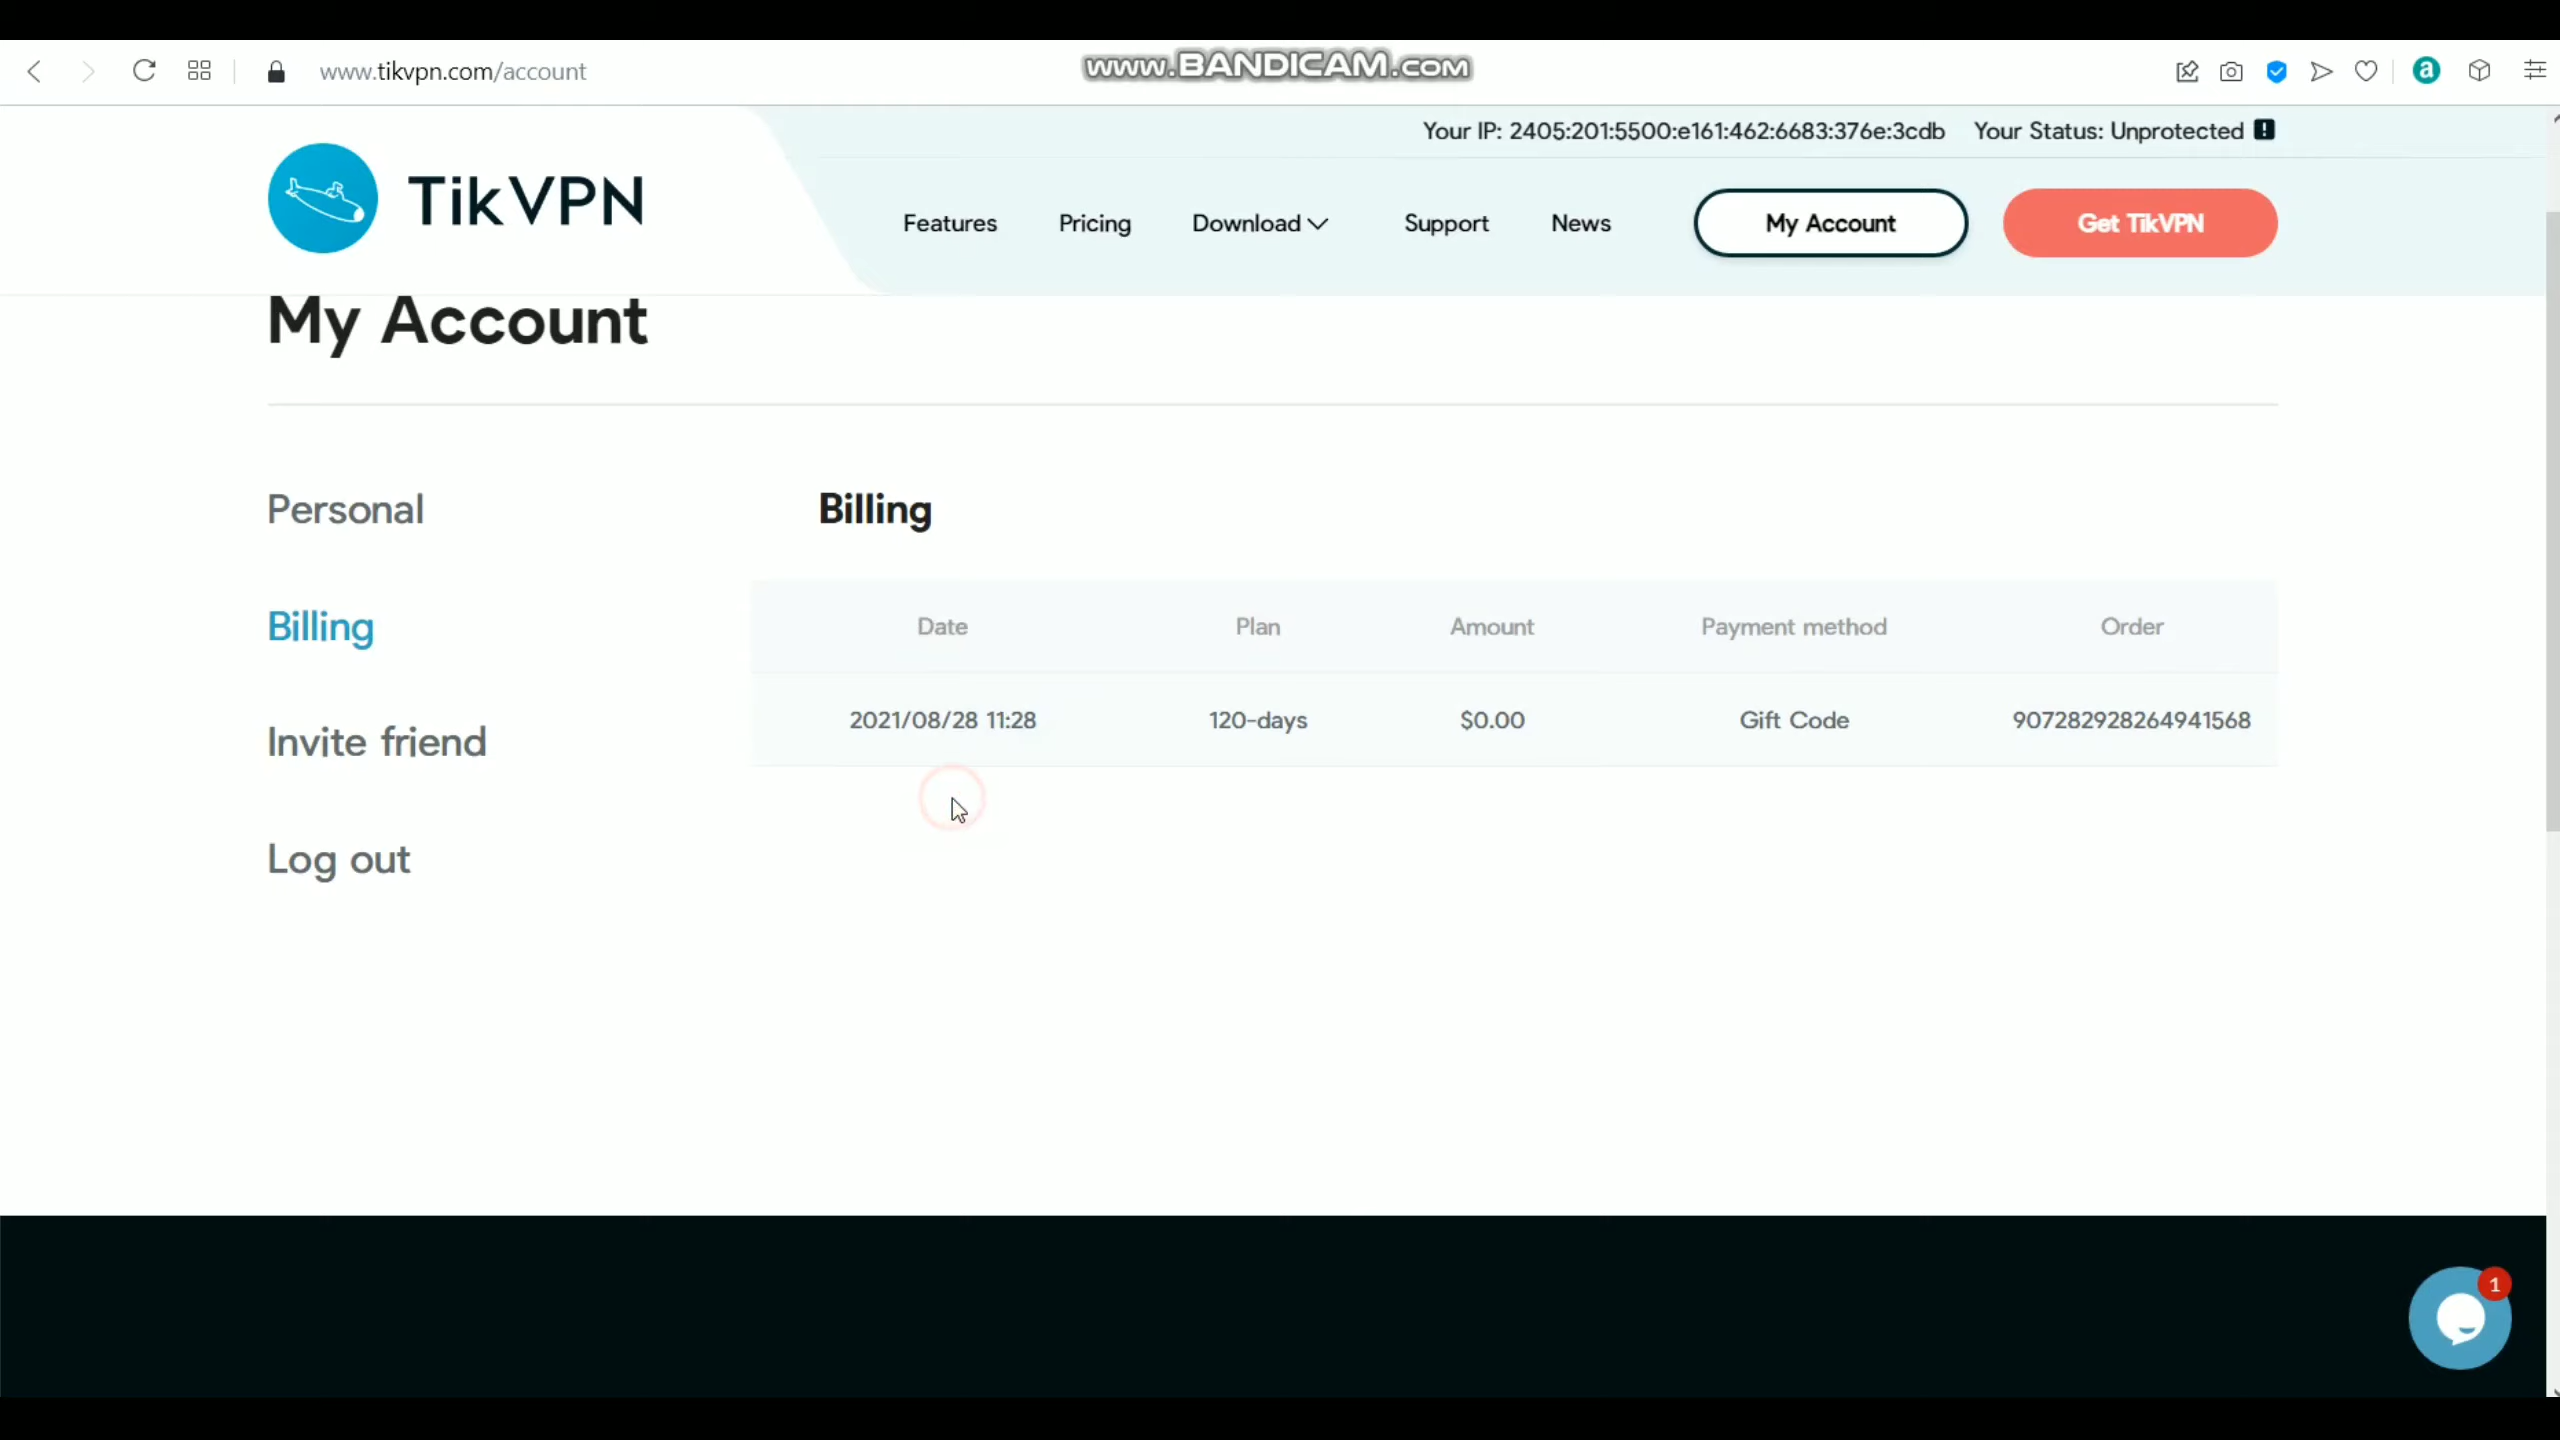 www.tikvpn.com/account
www.BANDICAM.com
a
Your IP: 2405:201:5500:e161:462:6683:376e:3cdb Your Status: Unprotected
TikVPN
Features Pricing Download Support News My Account Get TikVPN
My Account
Personal
Billing
Invite friend
Log out
Billing
Date Plan Amount Payment method Order
2021/08/28 11:28 120-days $0.00 Gift Code 907282928264941568
1